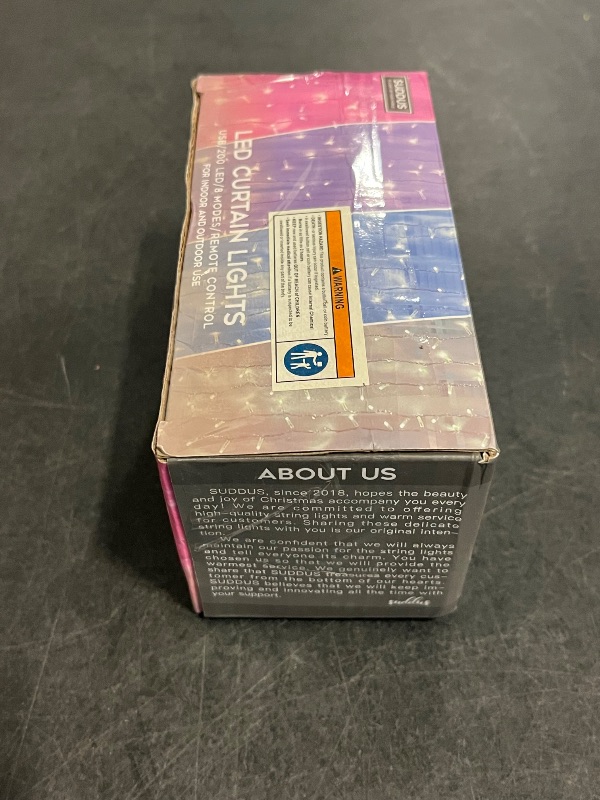 SUDDUS
LED CURTAIN LIGHTS
USB/200 LED/8 MODES/REMOTE CONTROL
FOR INDOOR AND OUTDOOR USE
WARNING
ABOUT US
SUDDUS, since 2018, hopes the beauty
and joy of Christmas accompany you every
day! We are committed to offering
high-quality string lights and warm service
for customers. Sharing these delicate
string lights with you is our original inten-
tion.
We are confident that we will always
maintain our passion for the string lights
and tell everyone its charm. You have
chosen us so that we will provide the
warmest service. We genuinely want to
share that SUDDUS treasures every cus-
tomer from the bottom of our hearts.
SUDDUS believes that we will keep im-
proving and innovating all the time with
your support.
suddus